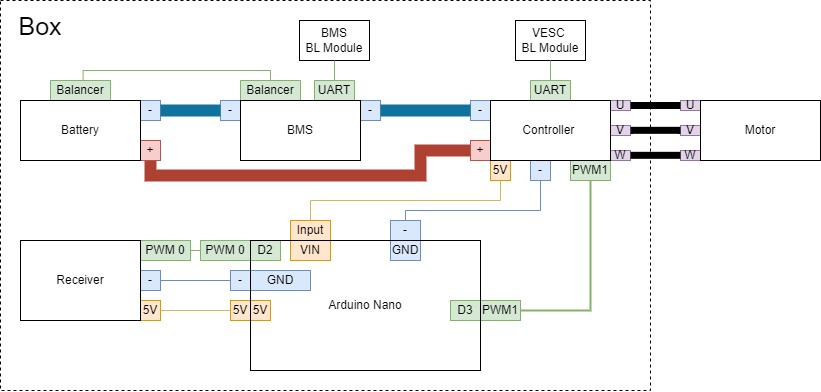 Box
BMS
BL Module
VESC
BL Module
Balancer
Balancer
UART
UART
Battery
-
+
-
BMS
-
-
+
Controller
U
V
W
U
V
W
Motor
5V
-
PWM1
Input
VIN
-
GND
Receiver
PWM 0
-
5V
PWM 0
D2
-
GND
5V
5V
Arduino Nano
D3
PWM1